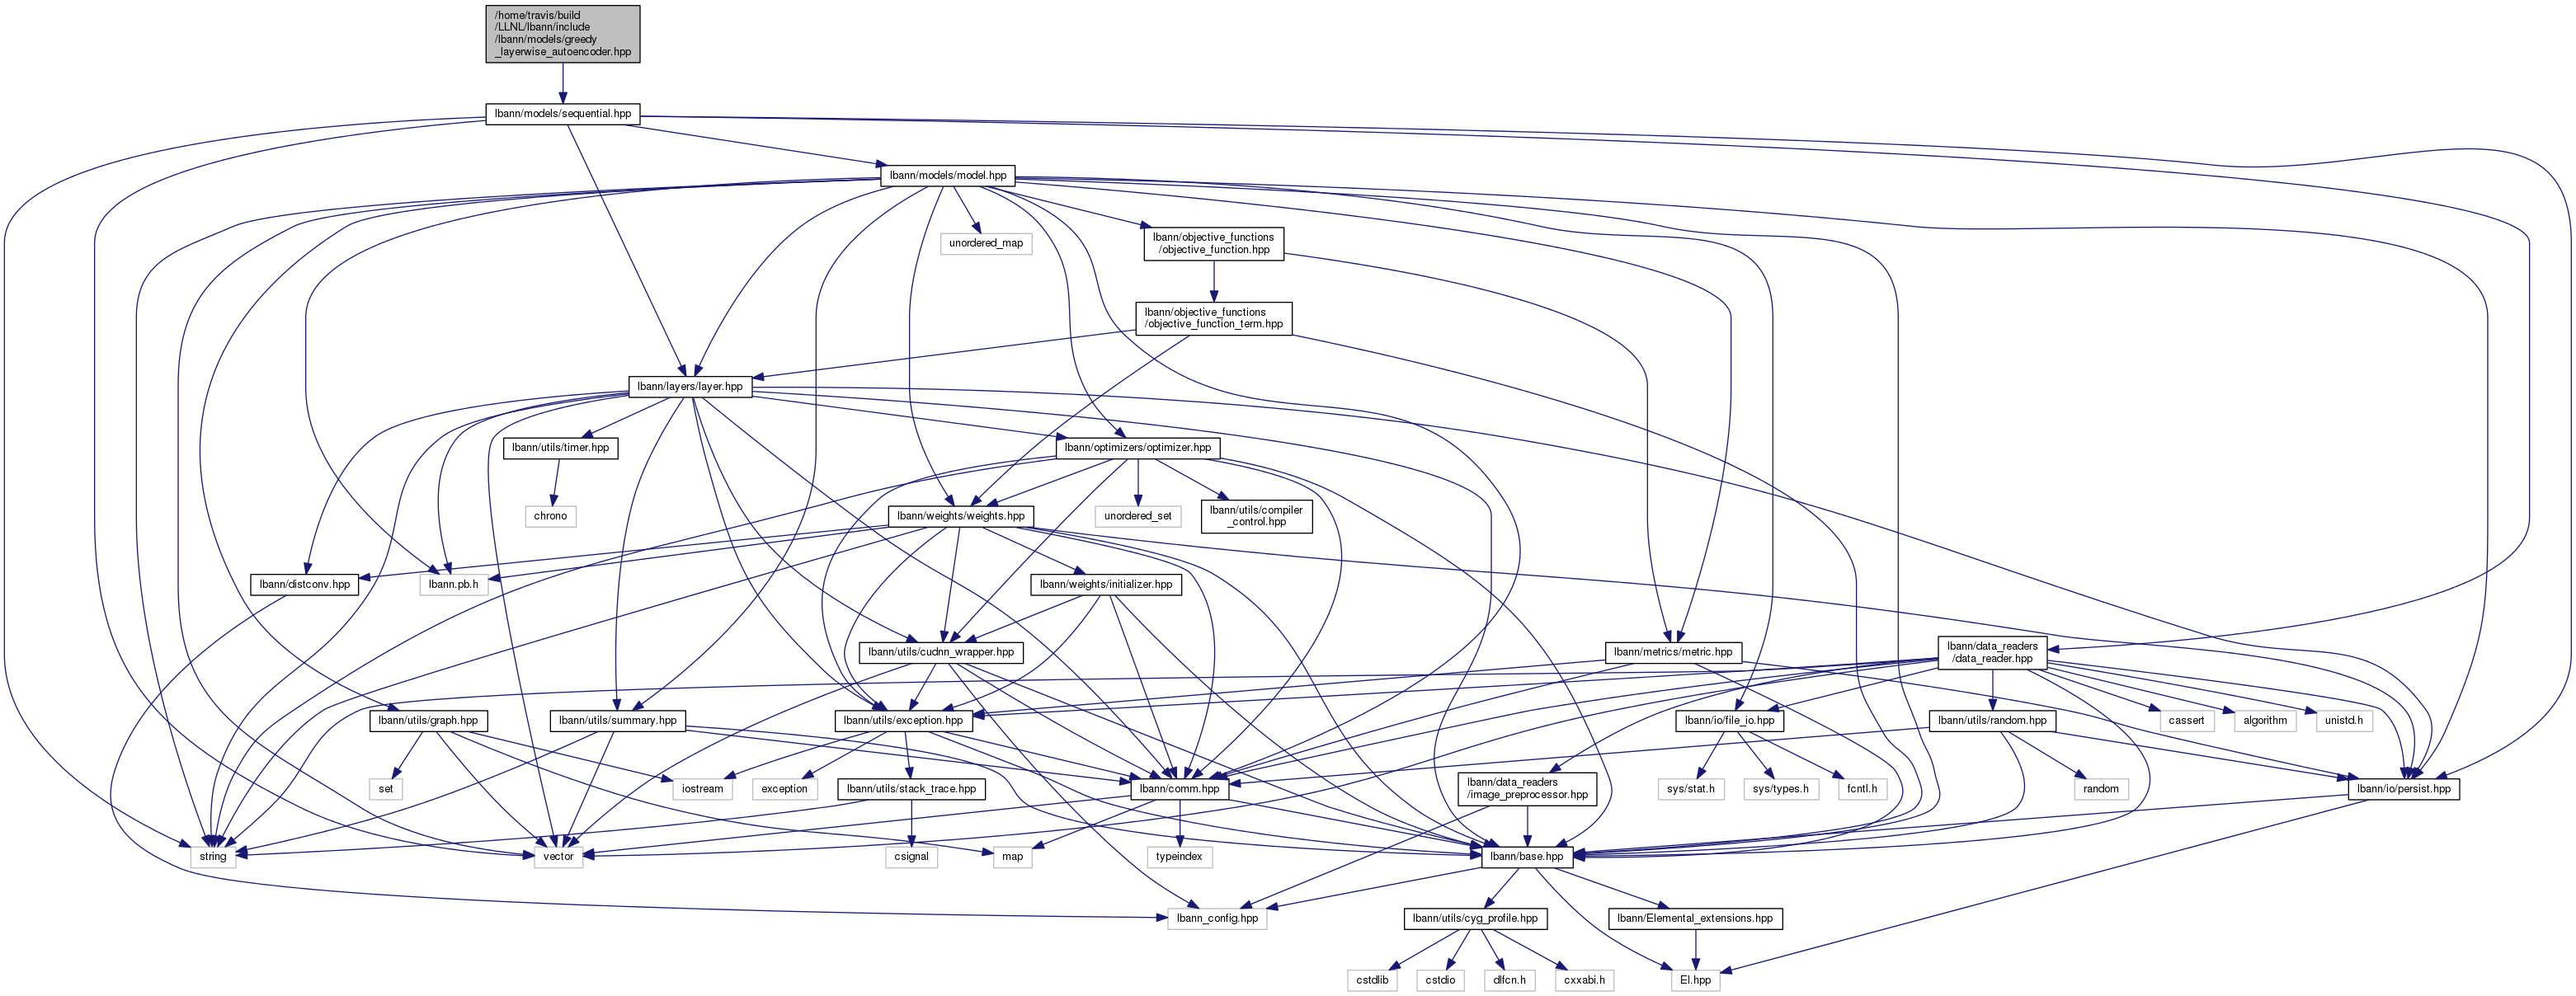 /home/travis/build
/LLNL/lbann/include
/lbann/models/greedy
_layerwise_autoencoder.hpp
lbann/models/sequential.hpp
lbann/models/model.hpp
unordered_map
lbann/objective_functions
/objective_function.hpp
lbann/objective_functions
/objective_function_term.hpp
lbann/layers/layer.hpp
lbann/utils/timer.hpp
lbann/optimizers/optimizer.hpp
chrono
lbann/weights/weights.hpp
unordered_set
lbann/utils/compiler
_control.hpp
lbann/distconv.hpp
lbann.pb.h
lbann/weights/initializer.hpp
lbann/utils/cudnn_wrapper.hpp
lbann/metrics/metric.hpp
lbann/data_readers
/data_reader.hpp
lbann/utils/graph.hpp
lbann/utils/summary.hpp
lbann/utils/exception.hpp
lbann/io/file_io.hpp
lbann/utils/random.hpp
cassert
algorithm
unistd.h
set
iostream
exception
lbann/utils/stack_trace.hpp
lbann/comm.hpp
lbann/data_readers
/image_preprocessor.hpp
sys/stat.h
sys/types.h
fcntl.h
random
lbann/io/persist.hpp
string
vector
csignal
map
typeindex
lbann/base.hpp
lbann_config.hpp
lbann/utils/cyg_profile.hpp
lbann/Elemental_extensions.hpp
cstdlib
cstdio
dlfcn.h
cxxabi.h
El.hpp